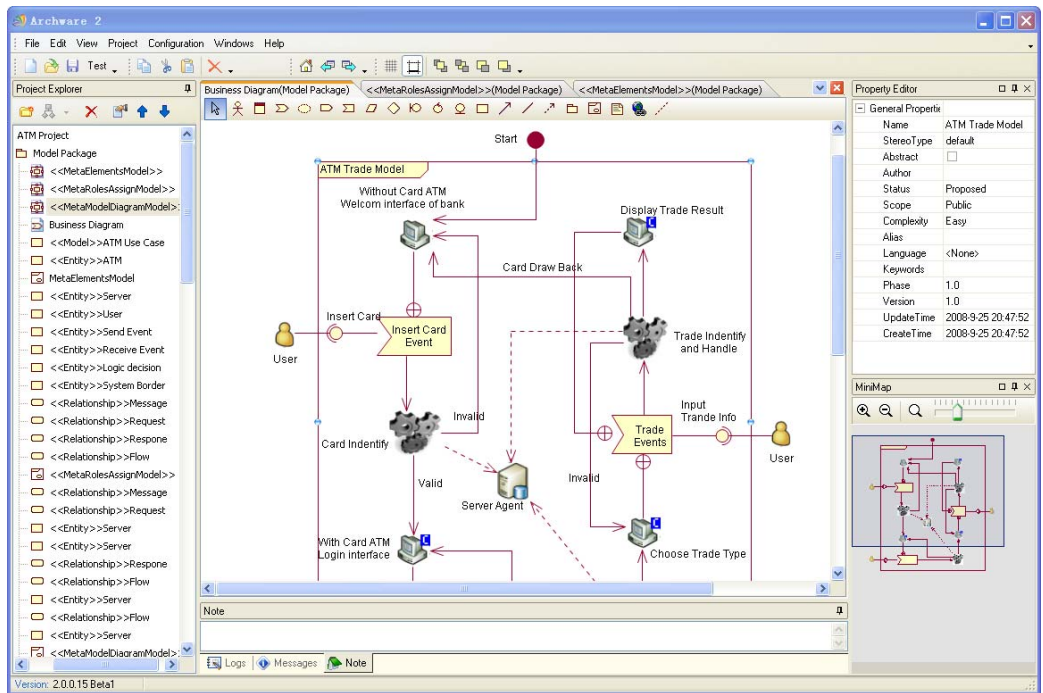 Archware 2
File Edit View Project Configuration Windows Help
Test
Project Explorer
ATM Project
Model Package
<<MetaElementsModel>>
<<MetaRolesAssignModel>>
<<MetaModelDiagramModel>:
Business Diagram
<<Model>>ATM Use Case
<<Entity>>ATM
MetaElementsModel
<<Entity>>Server
<<Entity>>User
<<Entity>>Send Event
<<Entity>>Receive Event
<<Entity>>Logic decision
<<Entity>>System Border
<<Relationship>>Message
<<Relationship>>Request
<<Relationship>>Respone
<<Relationship>>Flow
<<MetaRolesAssignModel>>
<<Relationship>>Message
<<Relationship>>Request
<<Entity>>Server
<<Entity>>Server
<<Relationship>>Respone
<<Relationship>>Flow
<<Entity>>Server
<<Relationship>>Flow
<<Entity>>Server
<<MetaModelDiagramModel>:
Business Diagram(Model Package) <<MetaRolesAssignModel>>(Model Package) <<MetaElementsModel>>(Model Package)
Start
ATM Trade Model
Without Card ATM
Welcom interface of bank
Display Trade Result
C
Card Draw Back
Insert Card
Insert Card
Event
User
Trade Indentify
and Handle
Invalid
Card Indentify
Input
Trande Info
Trade
Events
User
Valid
Invalid
Server Agent
With Card ATM
Login interface
C
C
Choose Trade Type
Note
Logs Messages Note
Property Editor
General Propertie
Name ATM Trade Model
StereoType default
Abstract
Author
Status Proposed
Scope Public
Complexity Easy
Alias
Language <None>
Keywords
Phase 1.0
Version 1.0
UpdateTime 2008-9-25 20:47:52
CreateTime 2008-9-25 20:47:52
MiniMap
Version: 2.0.0.15 Beta1